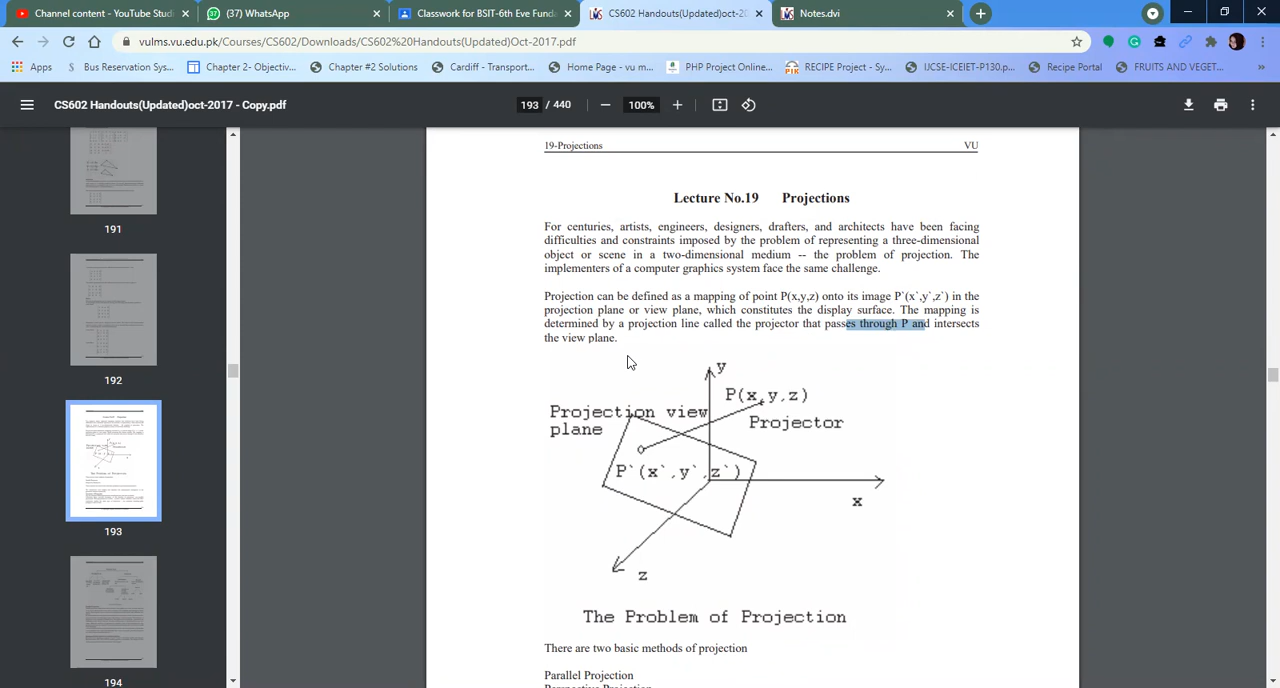 Channel content - YouTube Studi
(37) WhatsApp
Classwork for BSIT-6th Eve Fund
CS602 Handouts(Updated)oct-20
Notes.dvi
vulms.vu.edu.pk/Courses/CS602/Downloads/CS602%20Handouts(Updated)Oct-2017.pdf
Apps
Bus Reservation Sys...
Chapter 2- Objectiv...
Chapter #2 Solutions
Cardiff - Transport...
Home Page - vu m...
PHP Project Online...
RECIPE Project - Sy...
IJCSE-ICEIET-P130.p...
Recipe Portal
FRUITS AND VEGET...
CS602 Handouts(Updated)oct-2017 - Copy.pdf
193 / 440
100%
191
192
193
194
19-Projections VU
Lecture No.19 Projections
For centuries, artists, engineers, designers, drafters, and architects have been facing
difficulties and constraints imposed by the problem of representing a three-dimensional
object or scene in a two-dimensional medium -- the problem of projection. The
implementers of a computer graphics system face the same challenge.
Projection can be defined as a mapping of point P(x,y,z) onto its image P`(x`,y`,z`) in the
projection plane or view plane, which constitutes the display surface. The mapping is
determined by a projection line called the projector that passes through P and intersects
the view plane.
y
P(x,y,z)
Projection view
plane
Projector
P`(x`,y`,z`)
x
z
The Problem of Projection
There are two basic methods of projection
Parallel Projection
Perspective Projection